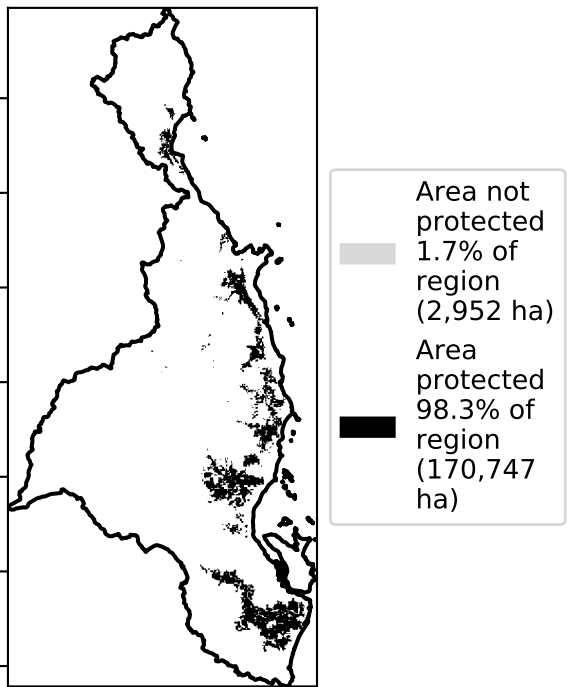 Area not
protected
1.7% of
region
(2,952 ha)
Area
protected
98.3% of
region
(170,747
ha)